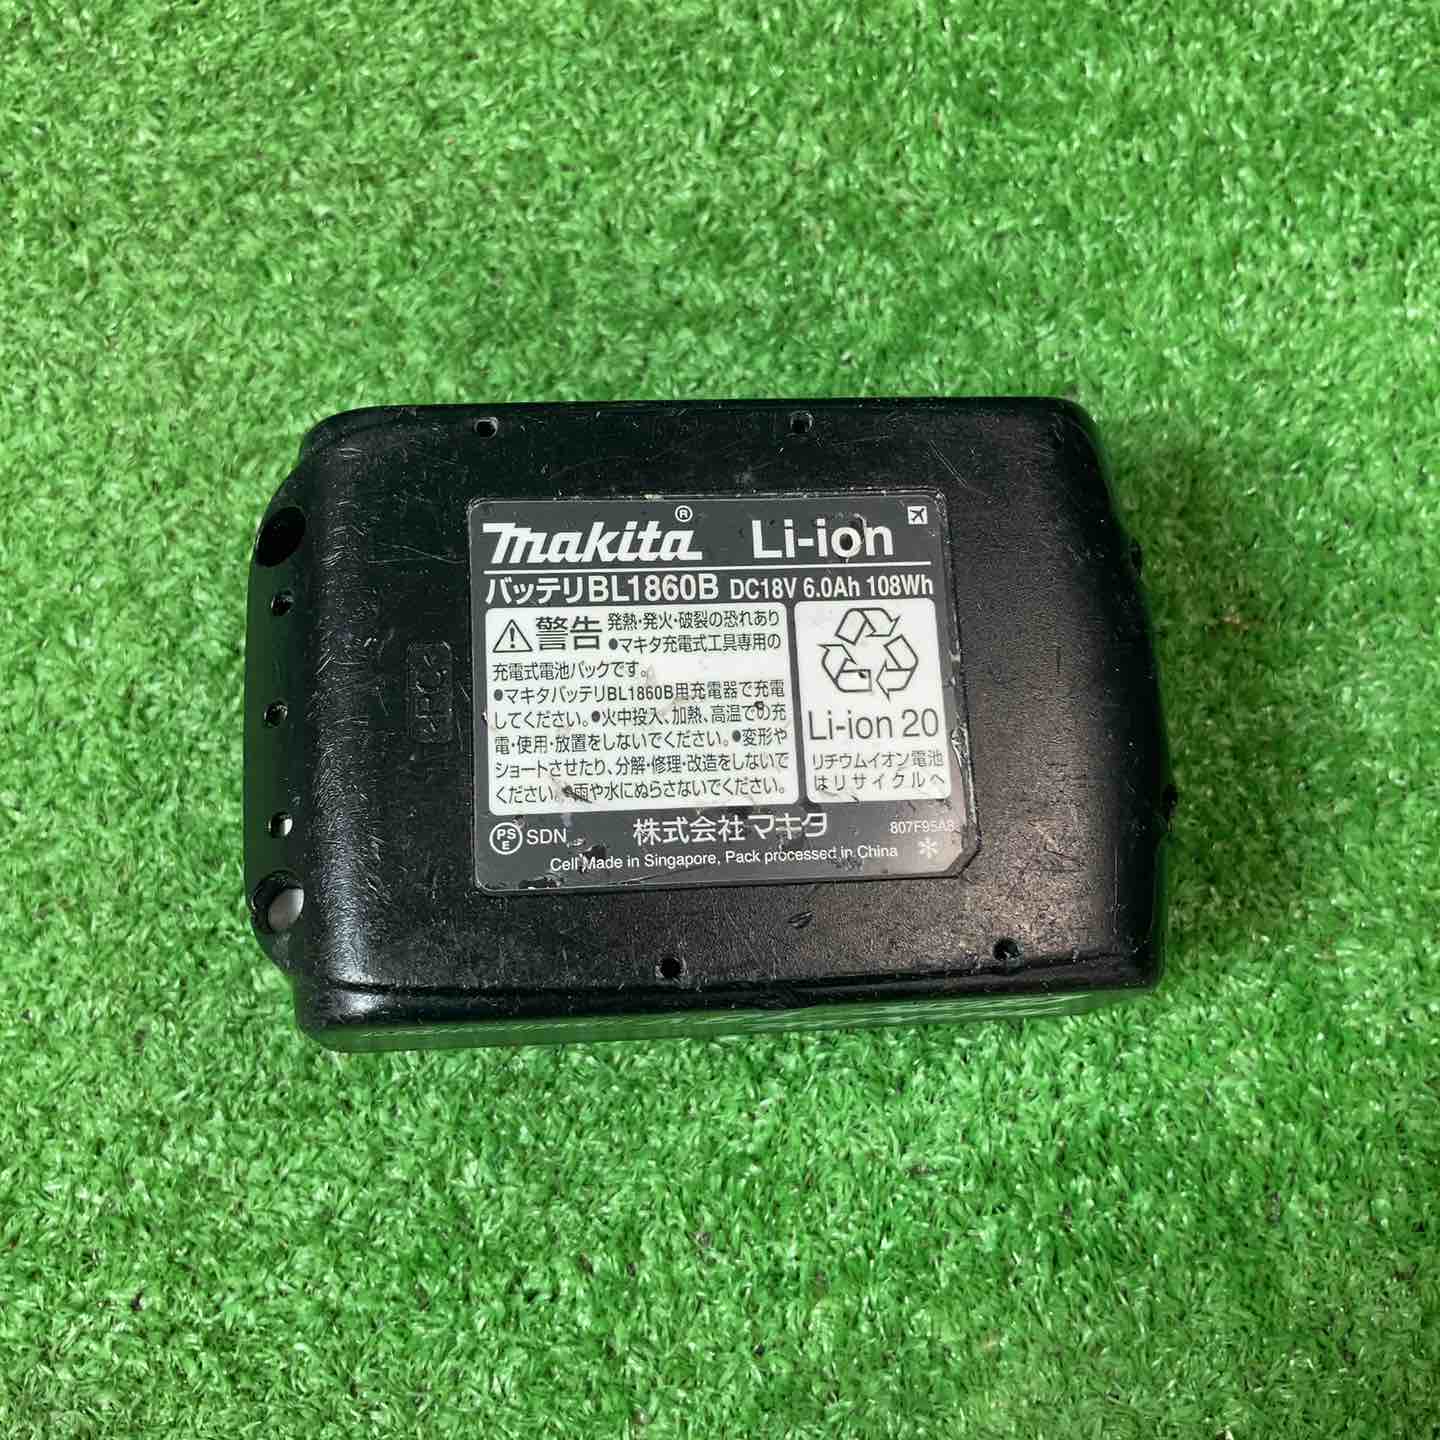 makita® Li-ion
バッテリBL1860B DC18V 6.0Ah 108Wh
警告 発熱・発火・破裂の恐れあり
●マキタ充電式工具専用の
充電式電池パックです。
●マキタバッテリBL1860B用充電器で充電
してください。●火中投入、加熱、高温での充
電・使用・放置をしないでください。●変形や
ショートさせたり、分解・修理・改造をしないで
ください。●雨や水にぬらさないでください。
Li-ion 20
リチウムイオン電池
はリサイクルへ
PSE SDN 株式会社マキタ 807F95A8
Cell Made in Singapore, Pack processed in China *
>PC<